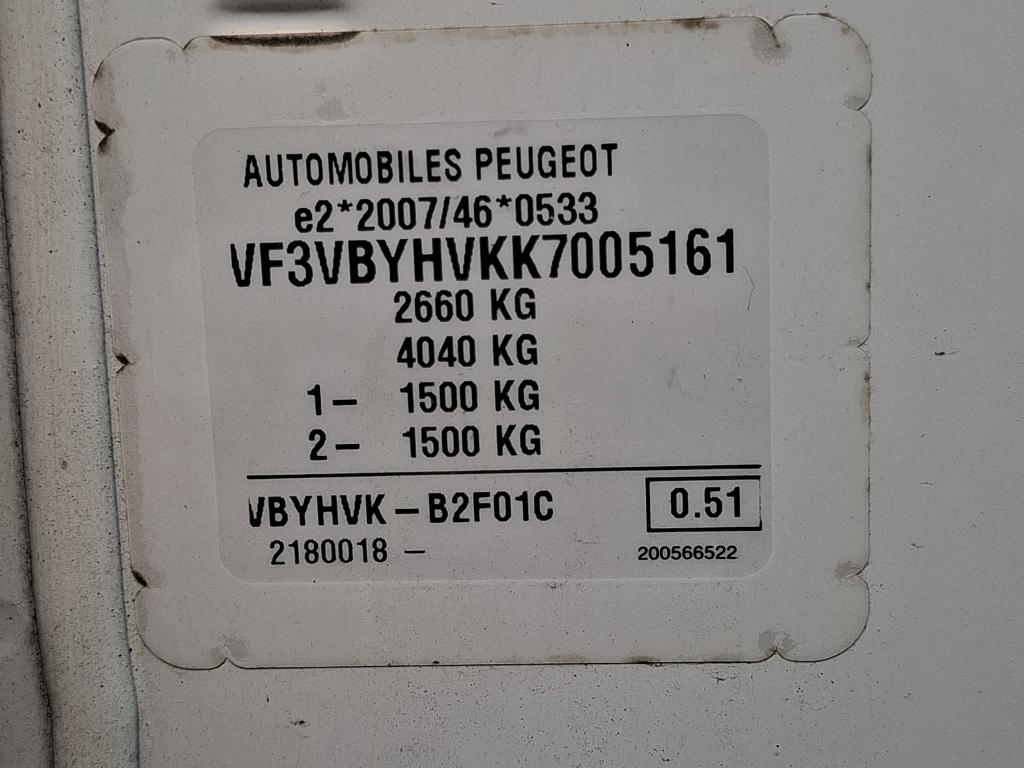 AUTOMOBILES PEUGEOT
e2*2007/46*0533
VF3VBYHVKK7005161
2660 KG
4040 KG
1- 1500 KG
2- 1500 KG
VBYHVK-B2F01C 0.51
2180018 - 200566522